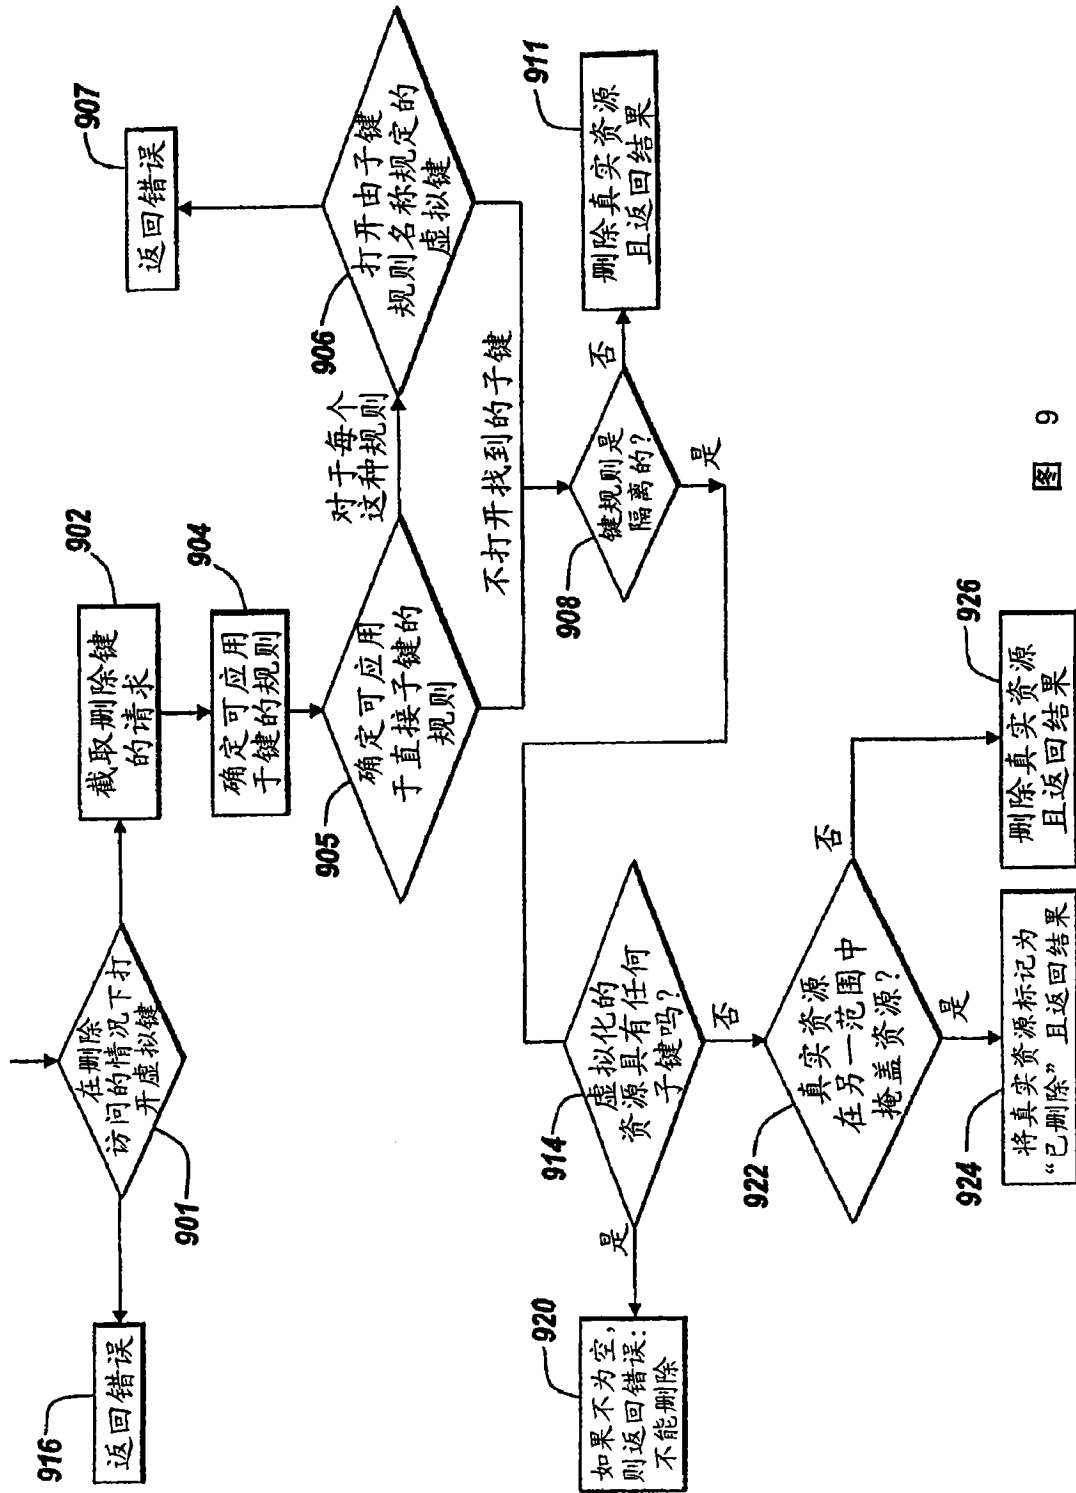 901
在删除
访问的情况下打
开虚拟键
916
返回错误
902
截取删除键
的请求
904
确定可应用
于键的规则
905
确定可应用
于直接子键的
规则
对于每个
这种规则
906
打开由子键
规则名称规定的
虚拟键
907
返回错误
不打开找到的子键
908
键规则是
隔离的?
否
911
删除真实资源
且返回结果
是
914
虚拟化的
资源具有任何
子键吗?
是
920
如果不为空,
则返回错误:
不能删除
否
922
真实资源
在另一范围中
掩盖资源?
是
924
将真实资源标记为
“已删除”且返回结果
否
926
删除真实资源
且返回结果
图 9